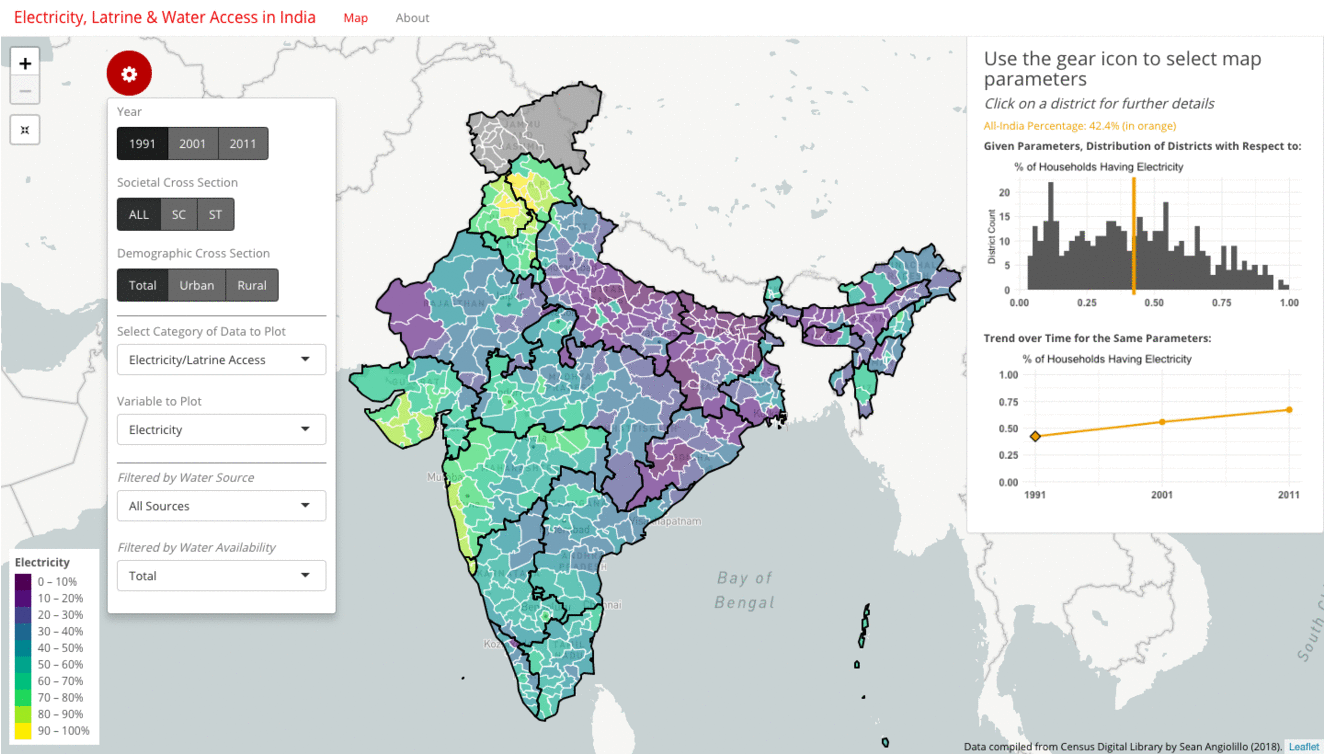 Electricity, Latrine & Water Access in India
Map
About
+
−
Year
1991 2001 2011
Societal Cross Section
ALL SC ST
Demographic Cross Section
Total Urban Rural
Select Category of Data to Plot
Electricity/Latrine Access
Variable to Plot
Electricity
Filtered by Water Source
All Sources
Filtered by Water Availability
Total
Electricity
0 – 10%
10 – 20%
20 – 30%
30 – 40%
40 – 50%
50 – 60%
60 – 70%
70 – 80%
80 – 90%
90 – 100%
RAJASTHAN
Bay of
Bengal
Use the gear icon to select map
parameters
Click on a district for further details
All-India Percentage: 42.4% (in orange)
Given Parameters, Distribution of Districts with Respect to:
% of Households Having Electricity
District Count
20
15
10
5
0
0.00 0.25 0.50 0.75 1.00
Trend over Time for the Same Parameters:
% of Households Having Electricity
1.00
0.75
0.50
0.25
0.00
1991 2001 2011
Data compiled from Census Digital Library by Sean Angiolillo (2018). Leaflet